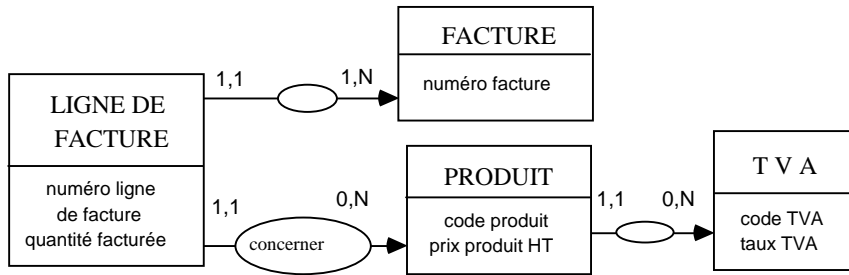 FACTURE
numéro facture
1,1
1,N
LIGNE DE
FACTURE
numéro ligne
de facture
quantité facturée
1,1
concerner
0,N
PRODUIT
code produit
prix produit HT
1,1
0,N
T V A
code TVA
taux TVA